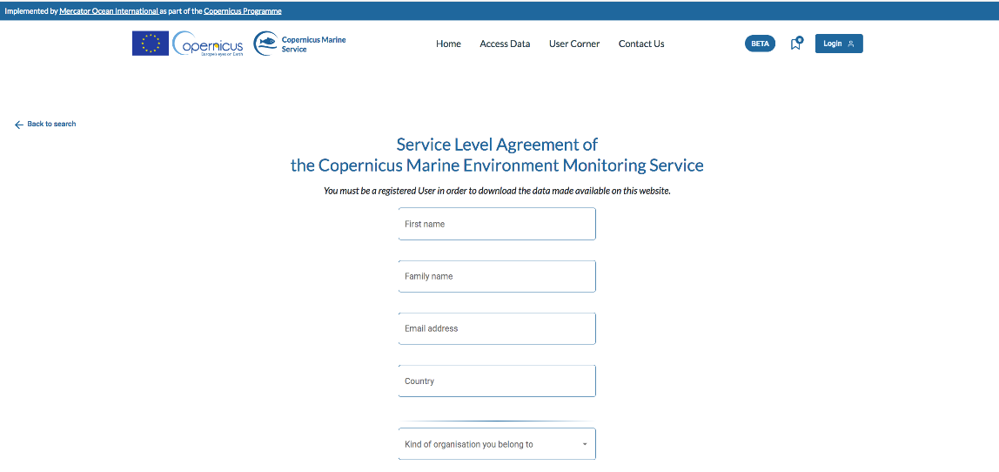 Implemented by Mercator Ocean International as part of the Copernicus Programme
opernicus
Europe's eyes on Earth
Copernicus Marine
Service
Home
Access Data
User Corner
Contact Us
BETA
0
Login
Back to search
Service Level Agreement of
the Copernicus Marine Environment Monitoring Service
You must be a registered User in order to download the data made available on this website.
First name
Family name
Email address
Country
Kind of organisation you belong to